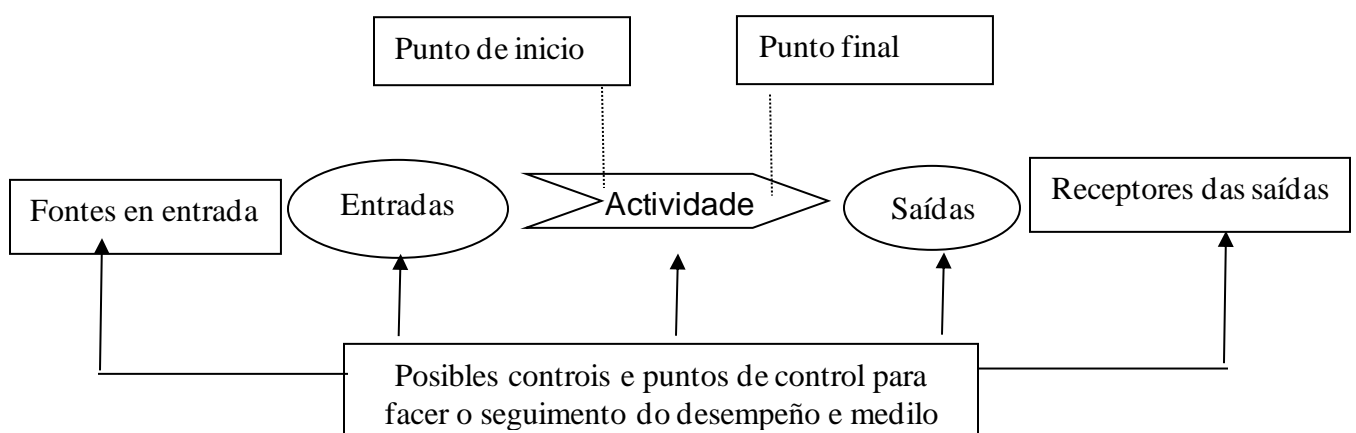 Punto de inicio
Punto final
Fontes en entrada
Entradas
Actividade
Saídas
Receptores das saídas
Posibles controis e puntos de control para
facer o seguimento do desempeño e medilo